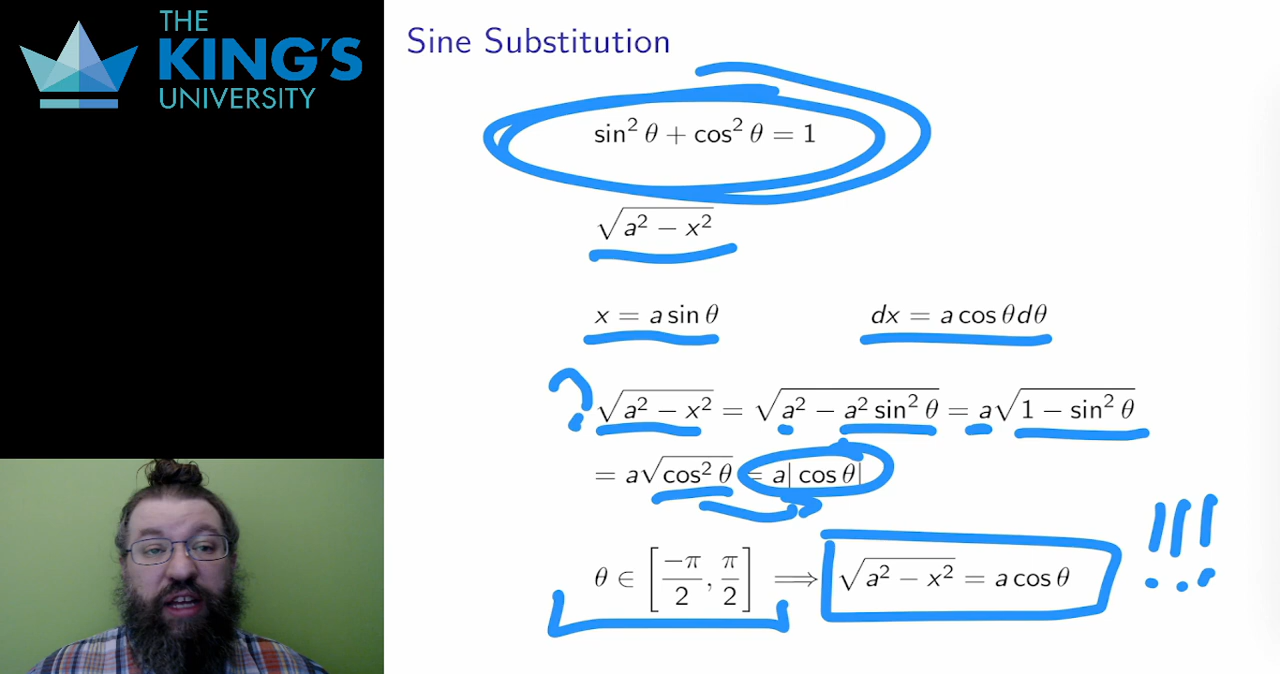 THE
KING'S
UNIVERSITY
Sine Substitution
sin² θ + cos² θ = 1
√(a² − x²)
x = a sin θ dx = a cos θdθ
? √(a² − x²) = √(a² − a² sin² θ) = a√(1 − sin² θ)
= a√(cos² θ) = a| cos θ|
θ ∈ [−π/2, π/2] ⟹ √(a² − x²) = a cos θ !!!